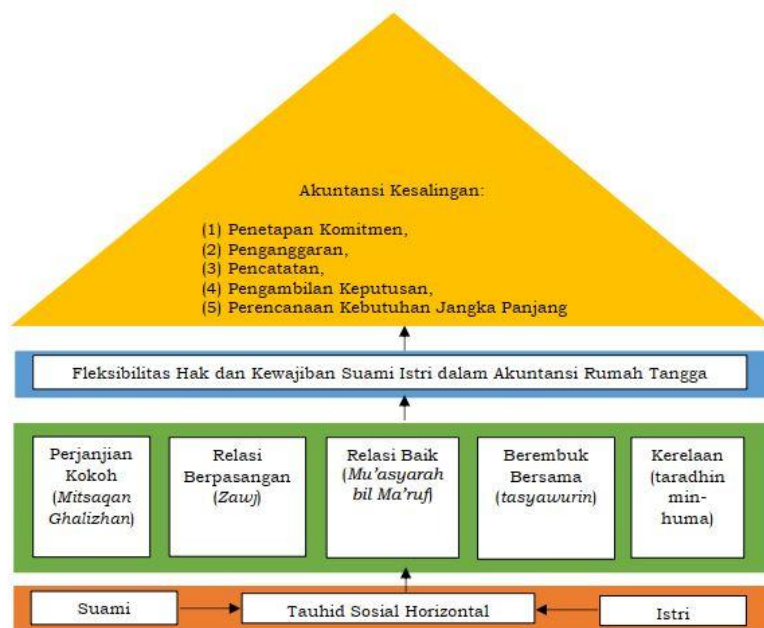 Akuntansi Kesalingan:
(1) Penetapan Komitmen,
(2) Penganggaran,
(3) Pencatatan,
(4) Pengambilan Keputusan,
(5) Perencanaan Kebutuhan Jangka Panjang
Fleksibilitas Hak dan Kewajiban Suami Istri dalam Akuntansi Rumah Tangga
Perjanjian
Kokoh
(Mitsaqan
Ghalizhan)
Relasi
Berpasangan
(Zawj)
Relasi Baik
(Mu’asyarah
bil Ma’ruf)
Berembuk
Bersama
(tasyawurin)
Kerelaan
(taradhin
min-
huma)
Suami
Tauhid Sosial Horizontal
Istri